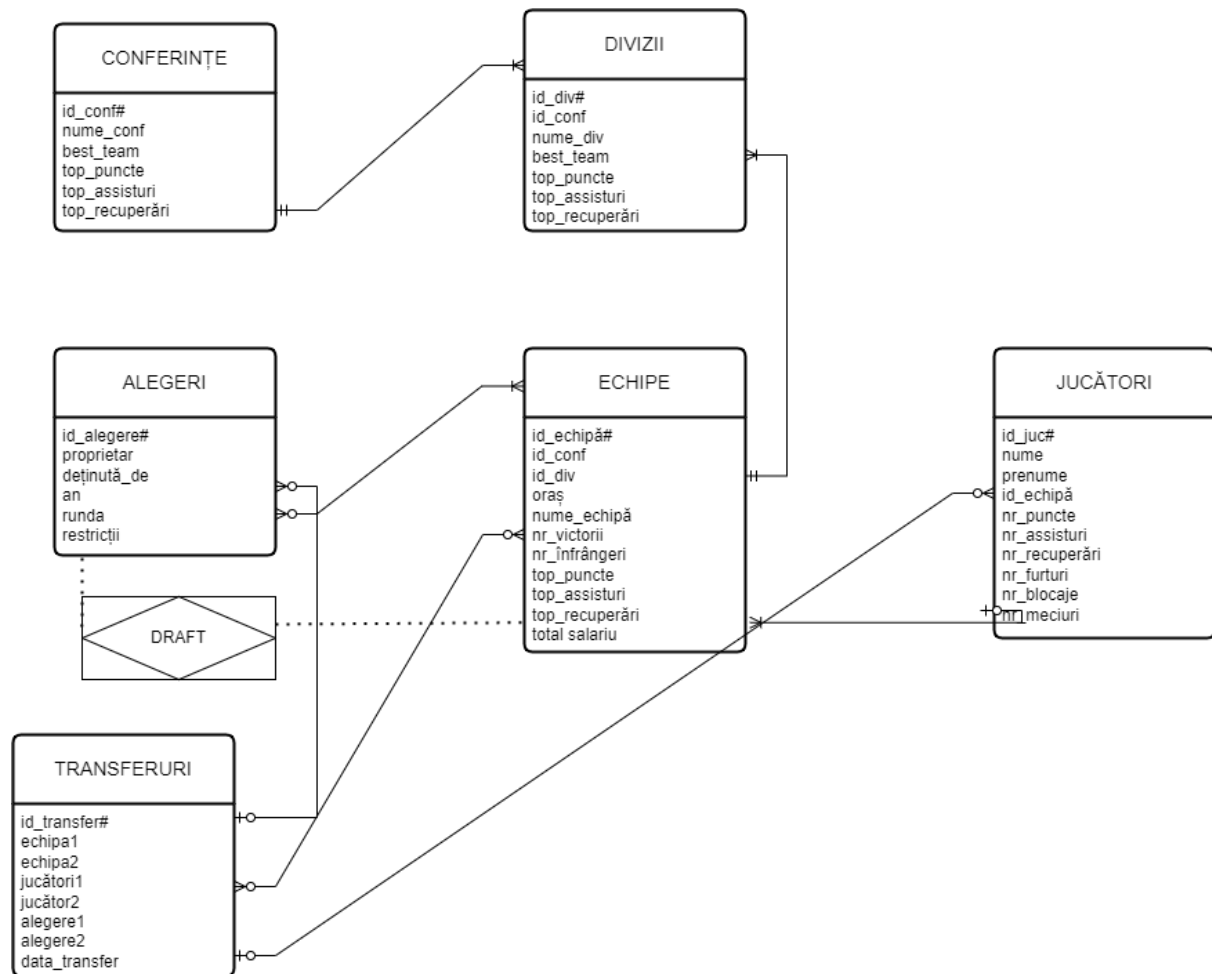 CONFERINȚE
id_conf#
nume_conf
best_team
top_puncte
top_assisturi
top_recuperări
DIVIZII
id_div#
id_conf
nume_div
best_team
top_puncte
top_assisturi
top_recuperări
ALEGERI
id_alegere#
proprietar
deținută_de
an
runda
restricții
ECHIPE
id_echipă#
id_conf
id_div
oraș
nume_echipă
nr_victorii
nr_înfrângeri
top_puncte
top_assisturi
top_recuperări
total salariu
JUCĂTORI
id_juc#
nume
prenume
id_echipă
nr_puncte
nr_assisturi
nr_recuperări
nr_furturi
nr_blocaje
nr_meciuri
DRAFT
TRANSFERURI
id_transfer#
echipa1
echipa2
jucători1
jucător2
alegere1
alegere2
data_transfer